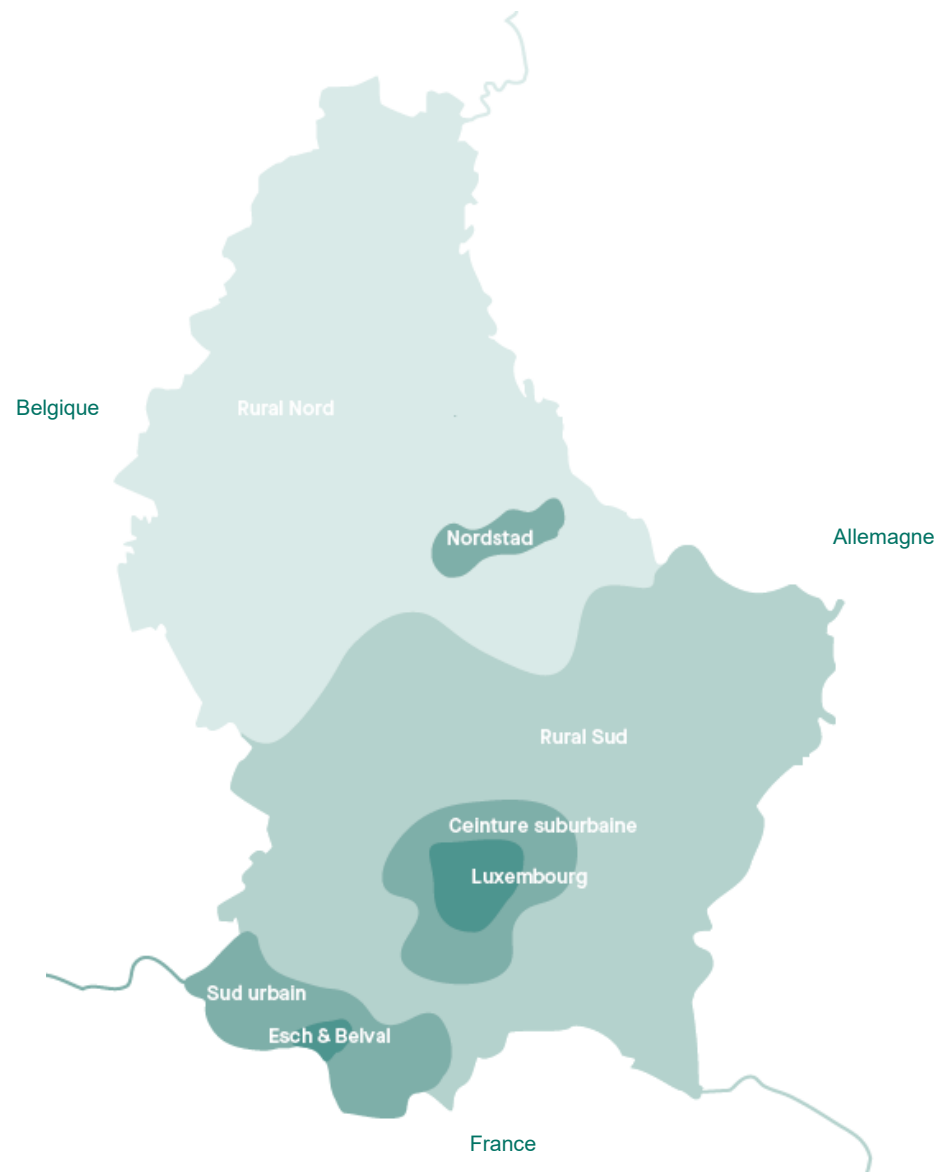 Belgique
Rural Nord
Nordstad
Allemagne
Rural Sud
Ceinture suburbaine
Luxembourg
Sud urbain
Esch & Belval
France